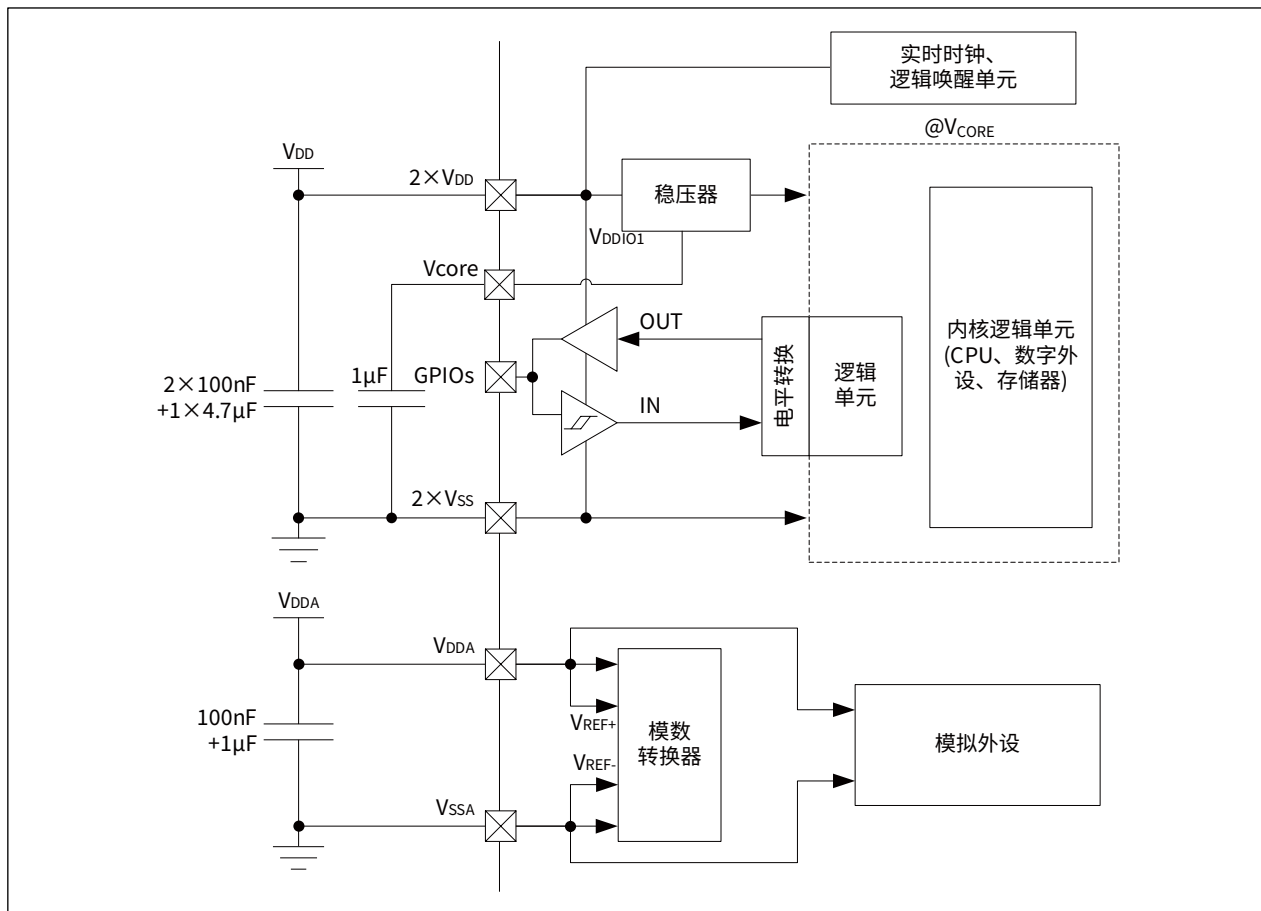 实时时钟、
逻辑唤醒单元
@VCORE
VDD
2×VDD
稳压器
VDDIO1
Vcore
OUT
1μF
GPIOs
2×100nF
+1×4.7μF
IN
电平转换
逻辑
单元
内核逻辑单元
(CPU、数字外
设、存储器)
2×VSS
VDDA
VDDA
100nF
+1μF
VREF+
模数
转换器
VREF-
模拟外设
VSSA